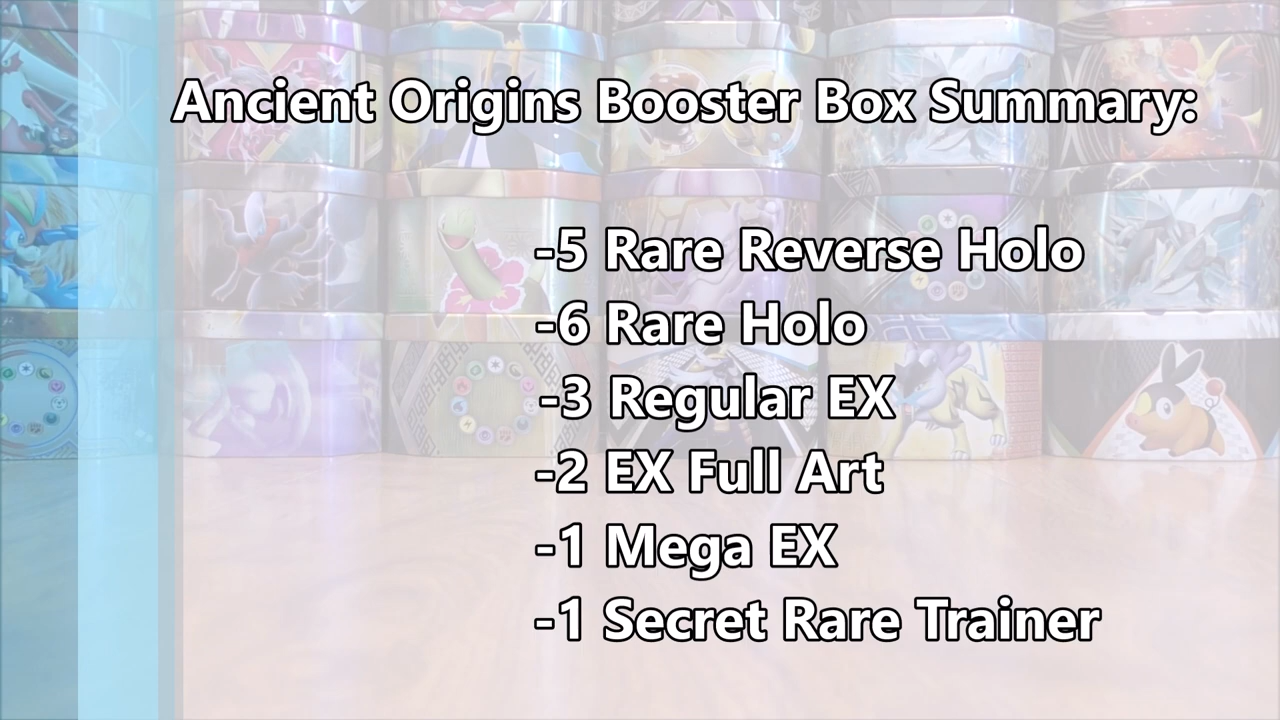 Ancient Origins Booster Box Summary:
-5 Rare Reverse Holo
-6 Rare Holo
-3 Regular EX
-2 EX Full Art
-1 Mega EX
-1 Secret Rare Trainer